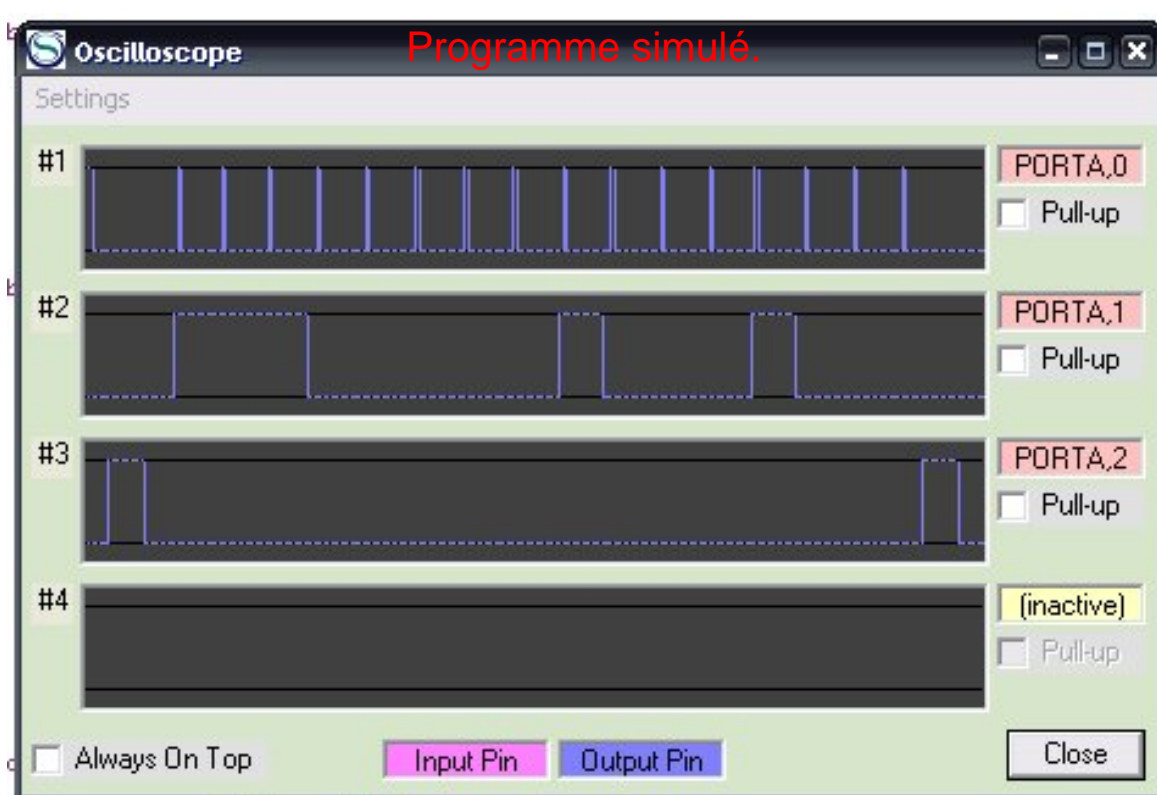 Oscilloscope
Programme simulé.
Settings
#1
PORTA,0
Pull-up
#2
PORTA,1
Pull-up
#3
PORTA,2
Pull-up
#4
(inactive)
Pull-up
Always On Top
Input Pin
Output Pin
Close